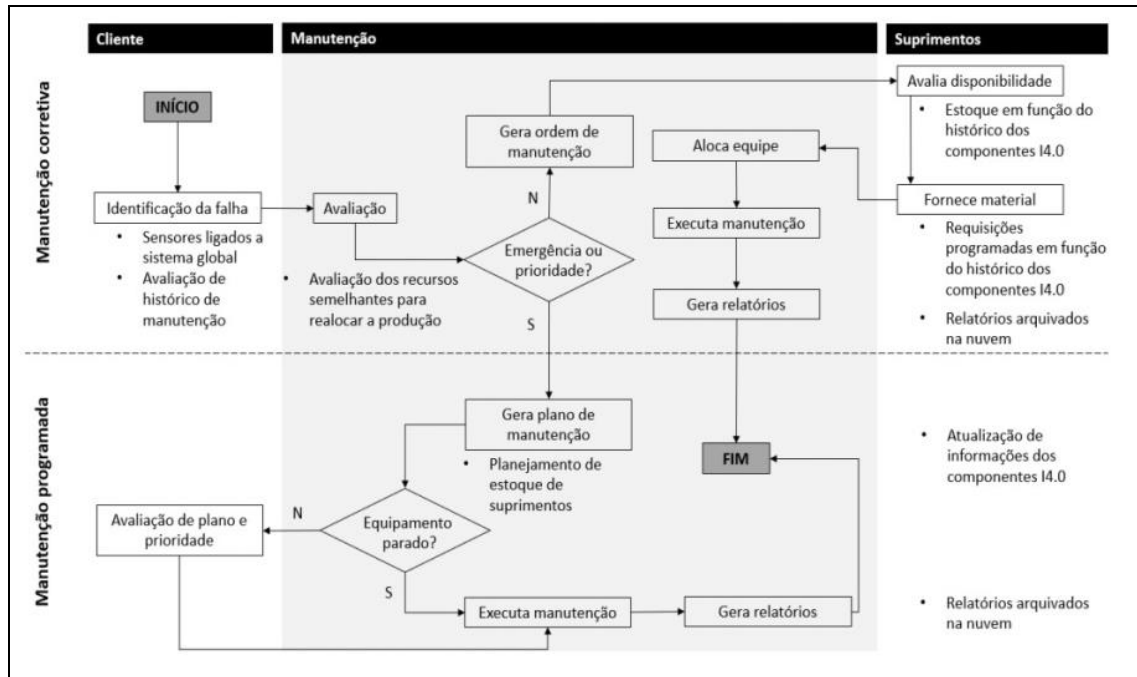 Cliente
Manutenção
Suprimentos
Manutenção corretiva
INÍCIO
Identificação da falha
• Sensores ligados a
sistema global
• Avaliação de
histórico de
manutenção
Avaliação
• Avaliação dos recursos
semelhantes para
realocar a produção
Gera ordem de
manutenção
N
Emergência ou
prioridade?
S
Aloca equipe
Executa manutenção
Gera relatórios
Avalia disponibilidade
• Estoque em função do
histórico dos
componentes I4.0
Fornece material
• Requisições
programadas em função
do histórico dos
componentes I4.0
• Relatórios arquivados
na nuvem
Manutenção programada
Gera plano de
manutenção
• Planejamento de
estoque de
suprimentos
FIM
Avaliação de plano e
prioridade
N
Equipamento
parado?
S
Executa manutenção
Gera relatórios
• Atualização de
informações dos
componentes I4.0
• Relatórios arquivados
na nuvem